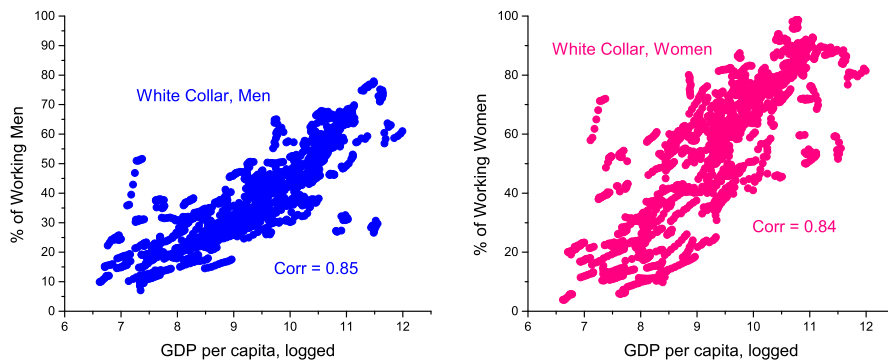 100
90
80
70
60
50
40
30
20
10
0
% of Working Men
White Collar, Men
Corr = 0.85
6 7 8 9 10 11 12
GDP per capita, logged
100
80
60
40
20
0
% of Working Women
White Collar, Women
Corr = 0.84
6 7 8 9 10 11 12
GDP per capita, logged